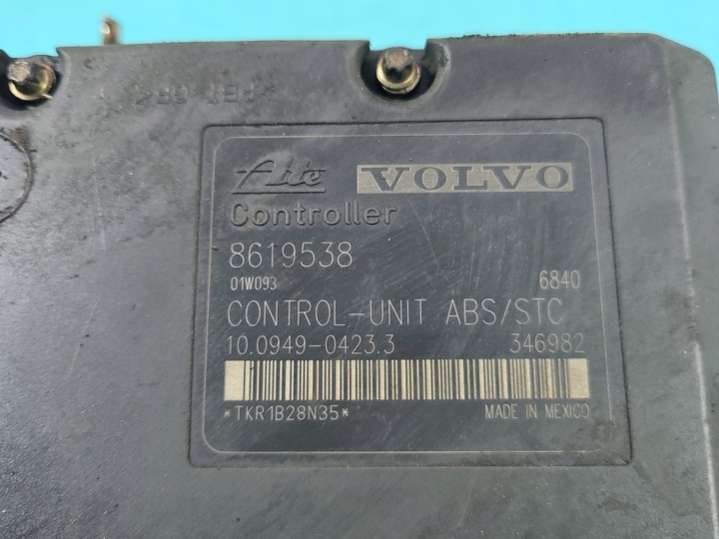 Ate VOLVO
Controller
8619538
01W093 6840
CONTROL-UNIT ABS/STC
10.0949-0423.3 346982
*TKR1B28N35* MADE IN MEXICO